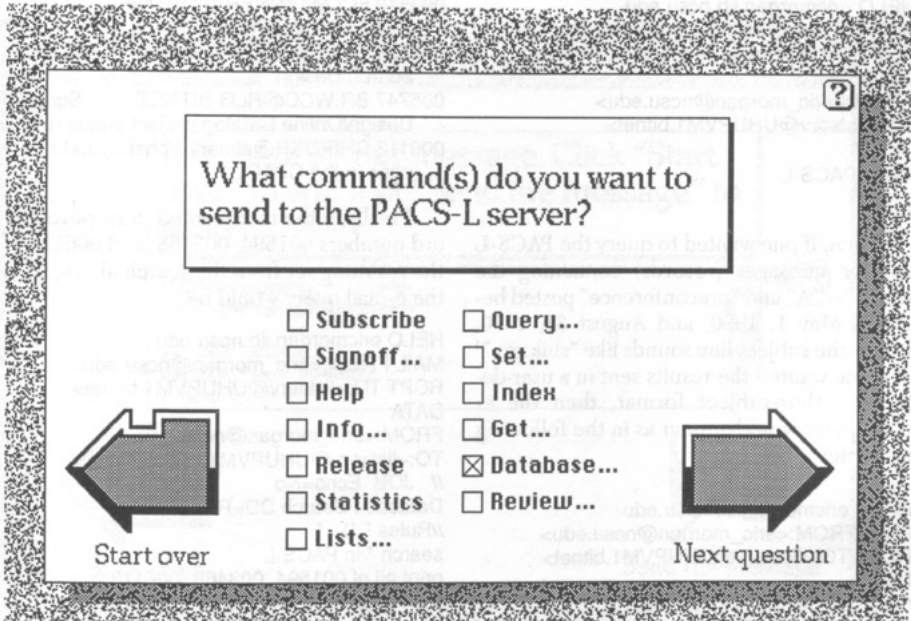 ?
What command(s) do you want to
send to the PACS-L server?
Subscribe
Signoff...
Help
Info...
Release
Statistics
Lists...
Query...
Set...
Index
Get...
Database...
Review...
Start over
Next question